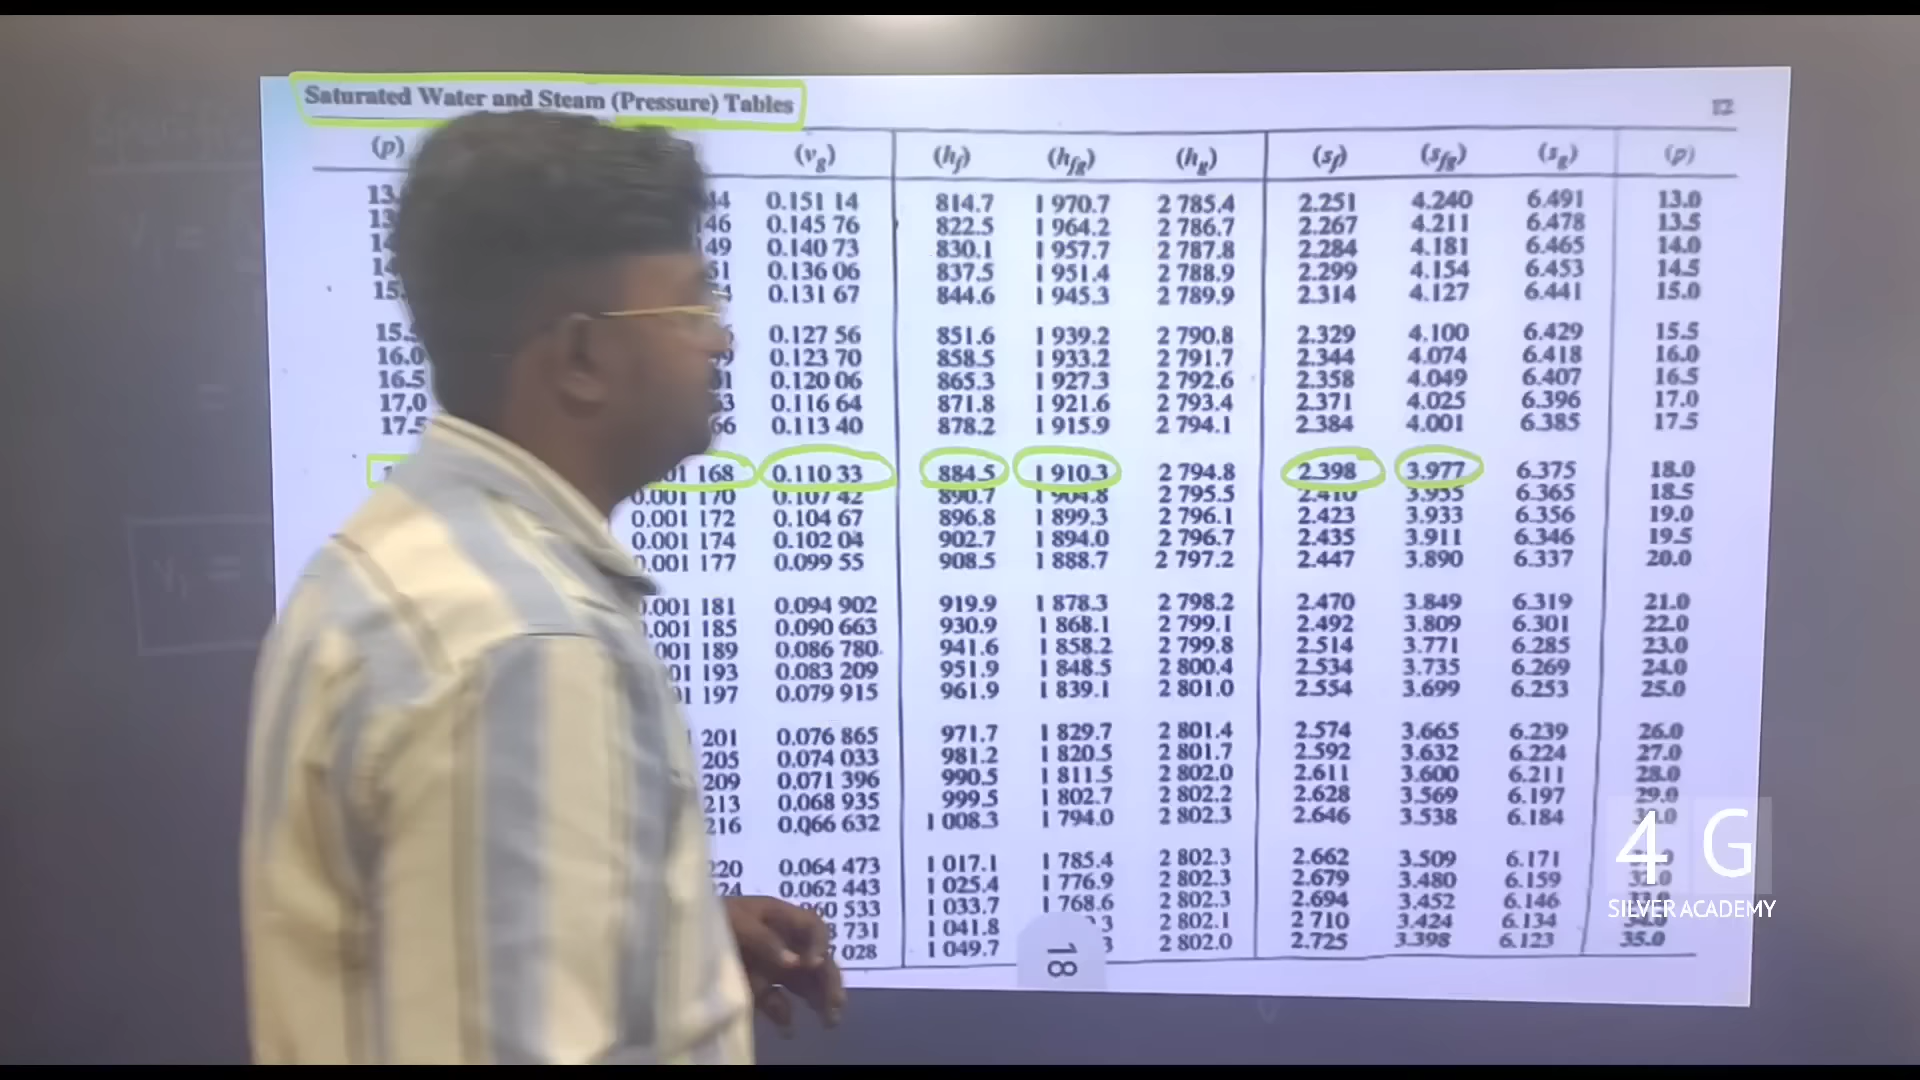 Saturated Water and Steam (Pressure) Tables 12
(p) (vg) (hf) (hfg) (hg) (sf) (sfg) (sg) (p)
0.151 14 814.7 1 970.7 2 785.4 2.251 4.240 6.491 13.0
146 0.145 76 822.5 1 964.2 2 786.7 2.267 4.211 6.478 13.5
149 0.140 73 830.1 1 957.7 2 787.8 2.284 4.181 6.465 14.0
0.136 06 837.5 1 951.4 2 788.9 2.299 4.154 6.453 14.5
15. 0.131 67 844.6 1 945.3 2 789.9 2.314 4.127 6.441 15.0
15.5 0.127 56 851.6 1 939.2 2 790.8 2.329 4.100 6.429 15.5
16.0 0.123 70 858.5 1 933.2 2 791.7 2.344 4.074 6.418 16.0
16.5 0.120 06 865.3 1 927.3 2 792.6 2.358 4.049 6.407 16.5
17.0 0.116 64 871.8 1 921.6 2 793.4 2.371 4.025 6.396 17.0
17.5 66 0.113 40 878.2 1 915.9 2 794.1 2.384 4.001 6.385 17.5
01 168 0.110 33 884.5 1 910.3 2 794.8 2.398 3.977 6.375 18.0
0.001 170 0.107 42 890.7 1 904.8 2 795.5 2.410 3.955 6.365 18.5
0.001 172 0.104 67 896.8 1 899.3 2 796.1 2.423 3.933 6.356 19.0
0.001 174 0.102 04 902.7 1 894.0 2 796.7 2.435 3.911 6.346 19.5
0.001 177 0.099 55 908.5 1 888.7 2 797.2 2.447 3.890 6.337 20.0
0.001 181 0.094 902 919.9 1 878.3 2 798.2 2.470 3.849 6.319 21.0
.001 185 0.090 663 930.9 1 868.1 2 799.1 2.492 3.809 6.301 22.0
001 189 0.086 780 941.6 1 858.2 2 799.8 2.514 3.771 6.285 23.0
01 193 0.083 209 951.9 1 848.5 2 800.4 2.534 3.735 6.269 24.0
1 197 0.079 915 961.9 1 839.1 2 801.0 2.554 3.699 6.253 25.0
201 0.076 865 971.7 1 829.7 2 801.4 2.574 3.665 6.239 26.0
205 0.074 033 981.2 1 820.5 2 801.7 2.592 3.632 6.224 27.0
209 0.071 396 990.5 1 811.5 2 802.0 2.611 3.600 6.211 28.0
213 0.068 935 999.5 1 802.7 2 802.2 2.628 3.569 6.197 29.0
216 0.066 632 1 008.3 1 794.0 2 802.3 2.646 3.538 6.184
220 0.064 473 1 017.1 1 785.4 2 802.3 2.662 3.509 6.171
0.062 443 1 025.4 1 776.9 2 802.3 2.679 3.480 6.159
533 1 033.7 1 768.6 2 802.3 2.694 3.452 6.146
731 1 041.8 2 802.1 2 710 3.424 6.134
028 1 049.7 2 802.0 2.725 3.398 6.123 35.0
18
4 G
SILVER ACADEMY